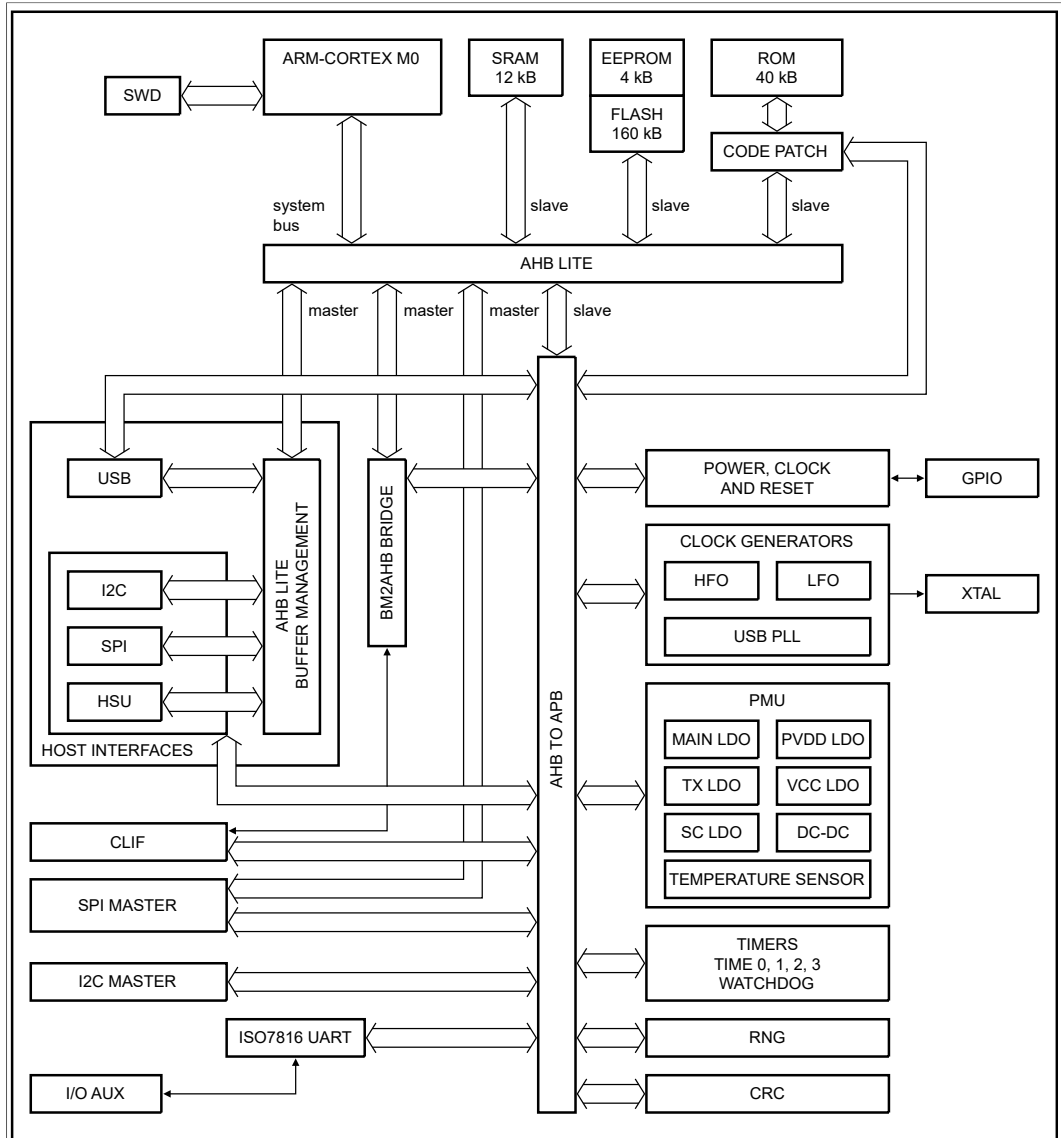 ARM-CORTEX M0
SRAM
12 kB
EEPROM
4 kB
ROM
40 kB
SWD
FLASH
160 kB
CODE PATCH
system
bus
slave
slave
slave
AHB LITE
master
master
master
slave
USB
AHB LITE
BUFFER MANAGEMENT
BM2AHB BRIDGE
POWER, CLOCK
AND RESET
GPIO
CLOCK GENERATORS
I2C
HFO
LFO
XTAL
SPI
USB PLL
HSU
HOST INTERFACES
AHB TO APB
PMU
MAIN LDO
PVDD LDO
TX LDO
VCC LDO
CLIF
SC LDO
DC-DC
TEMPERATURE SENSOR
SPI MASTER
TIMERS
TIME 0, 1, 2, 3
WATCHDOG
I2C MASTER
ISO7816 UART
RNG
I/O AUX
CRC